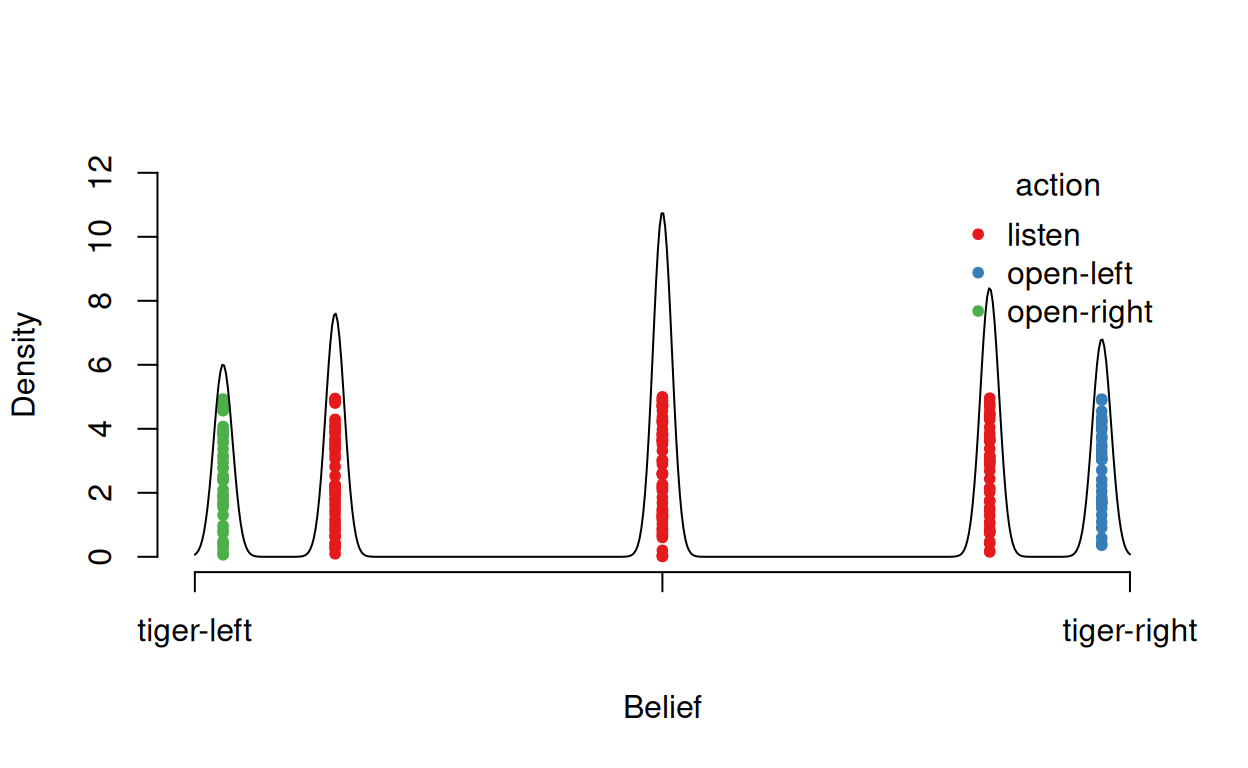 action
listen
open-left
open-right
12
10
8
6
4
2
0
Density
tiger-left
tiger-right
Belief